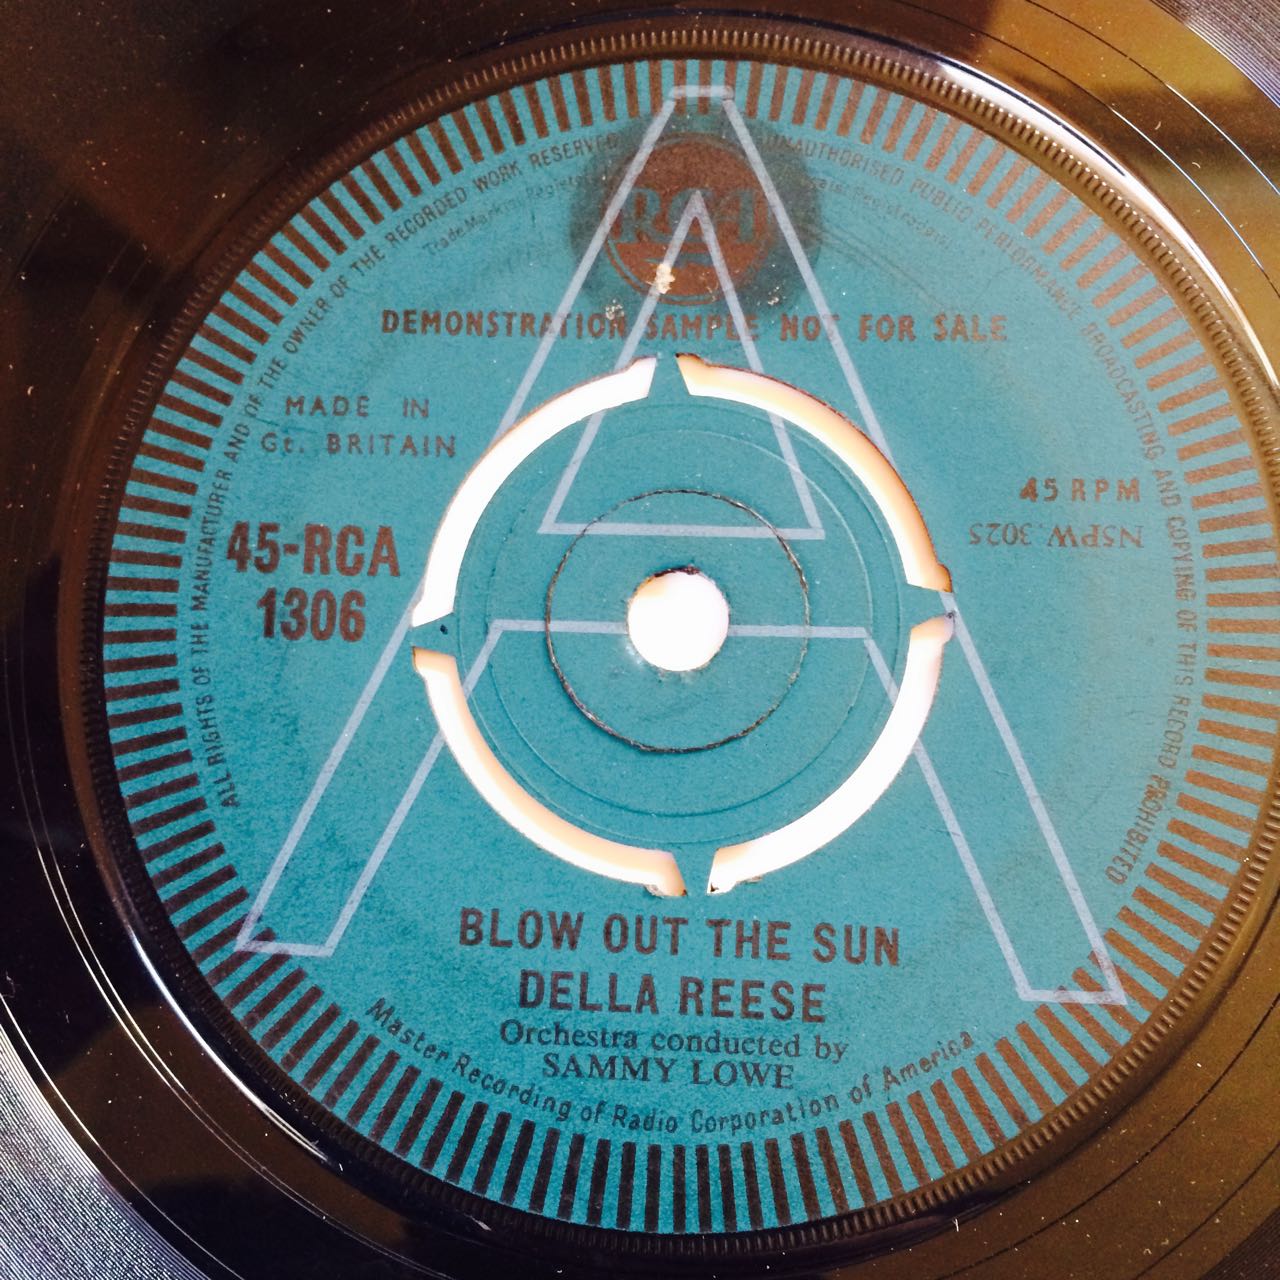 ALL RIGHTS OF THE MANUFACTURER AND OF THE OWNER OF THE RECORDED WORK RESERVED
UNAUTHORISED PUBLIC PERFORMANCE BROADCASTING AND COPYING OF THIS RECORD PROHIBITED
RCA
DEMONSTRATION SAMPLE NOT FOR SALE
MADE IN
Gt. BRITAIN
45-RCA
1306
45 RPM
NSPW.3025
A
BLOW OUT THE SUN
DELLA REESE
Orchestra conducted by
SAMMY LOWE
Master Recording of Radio Corporation of America